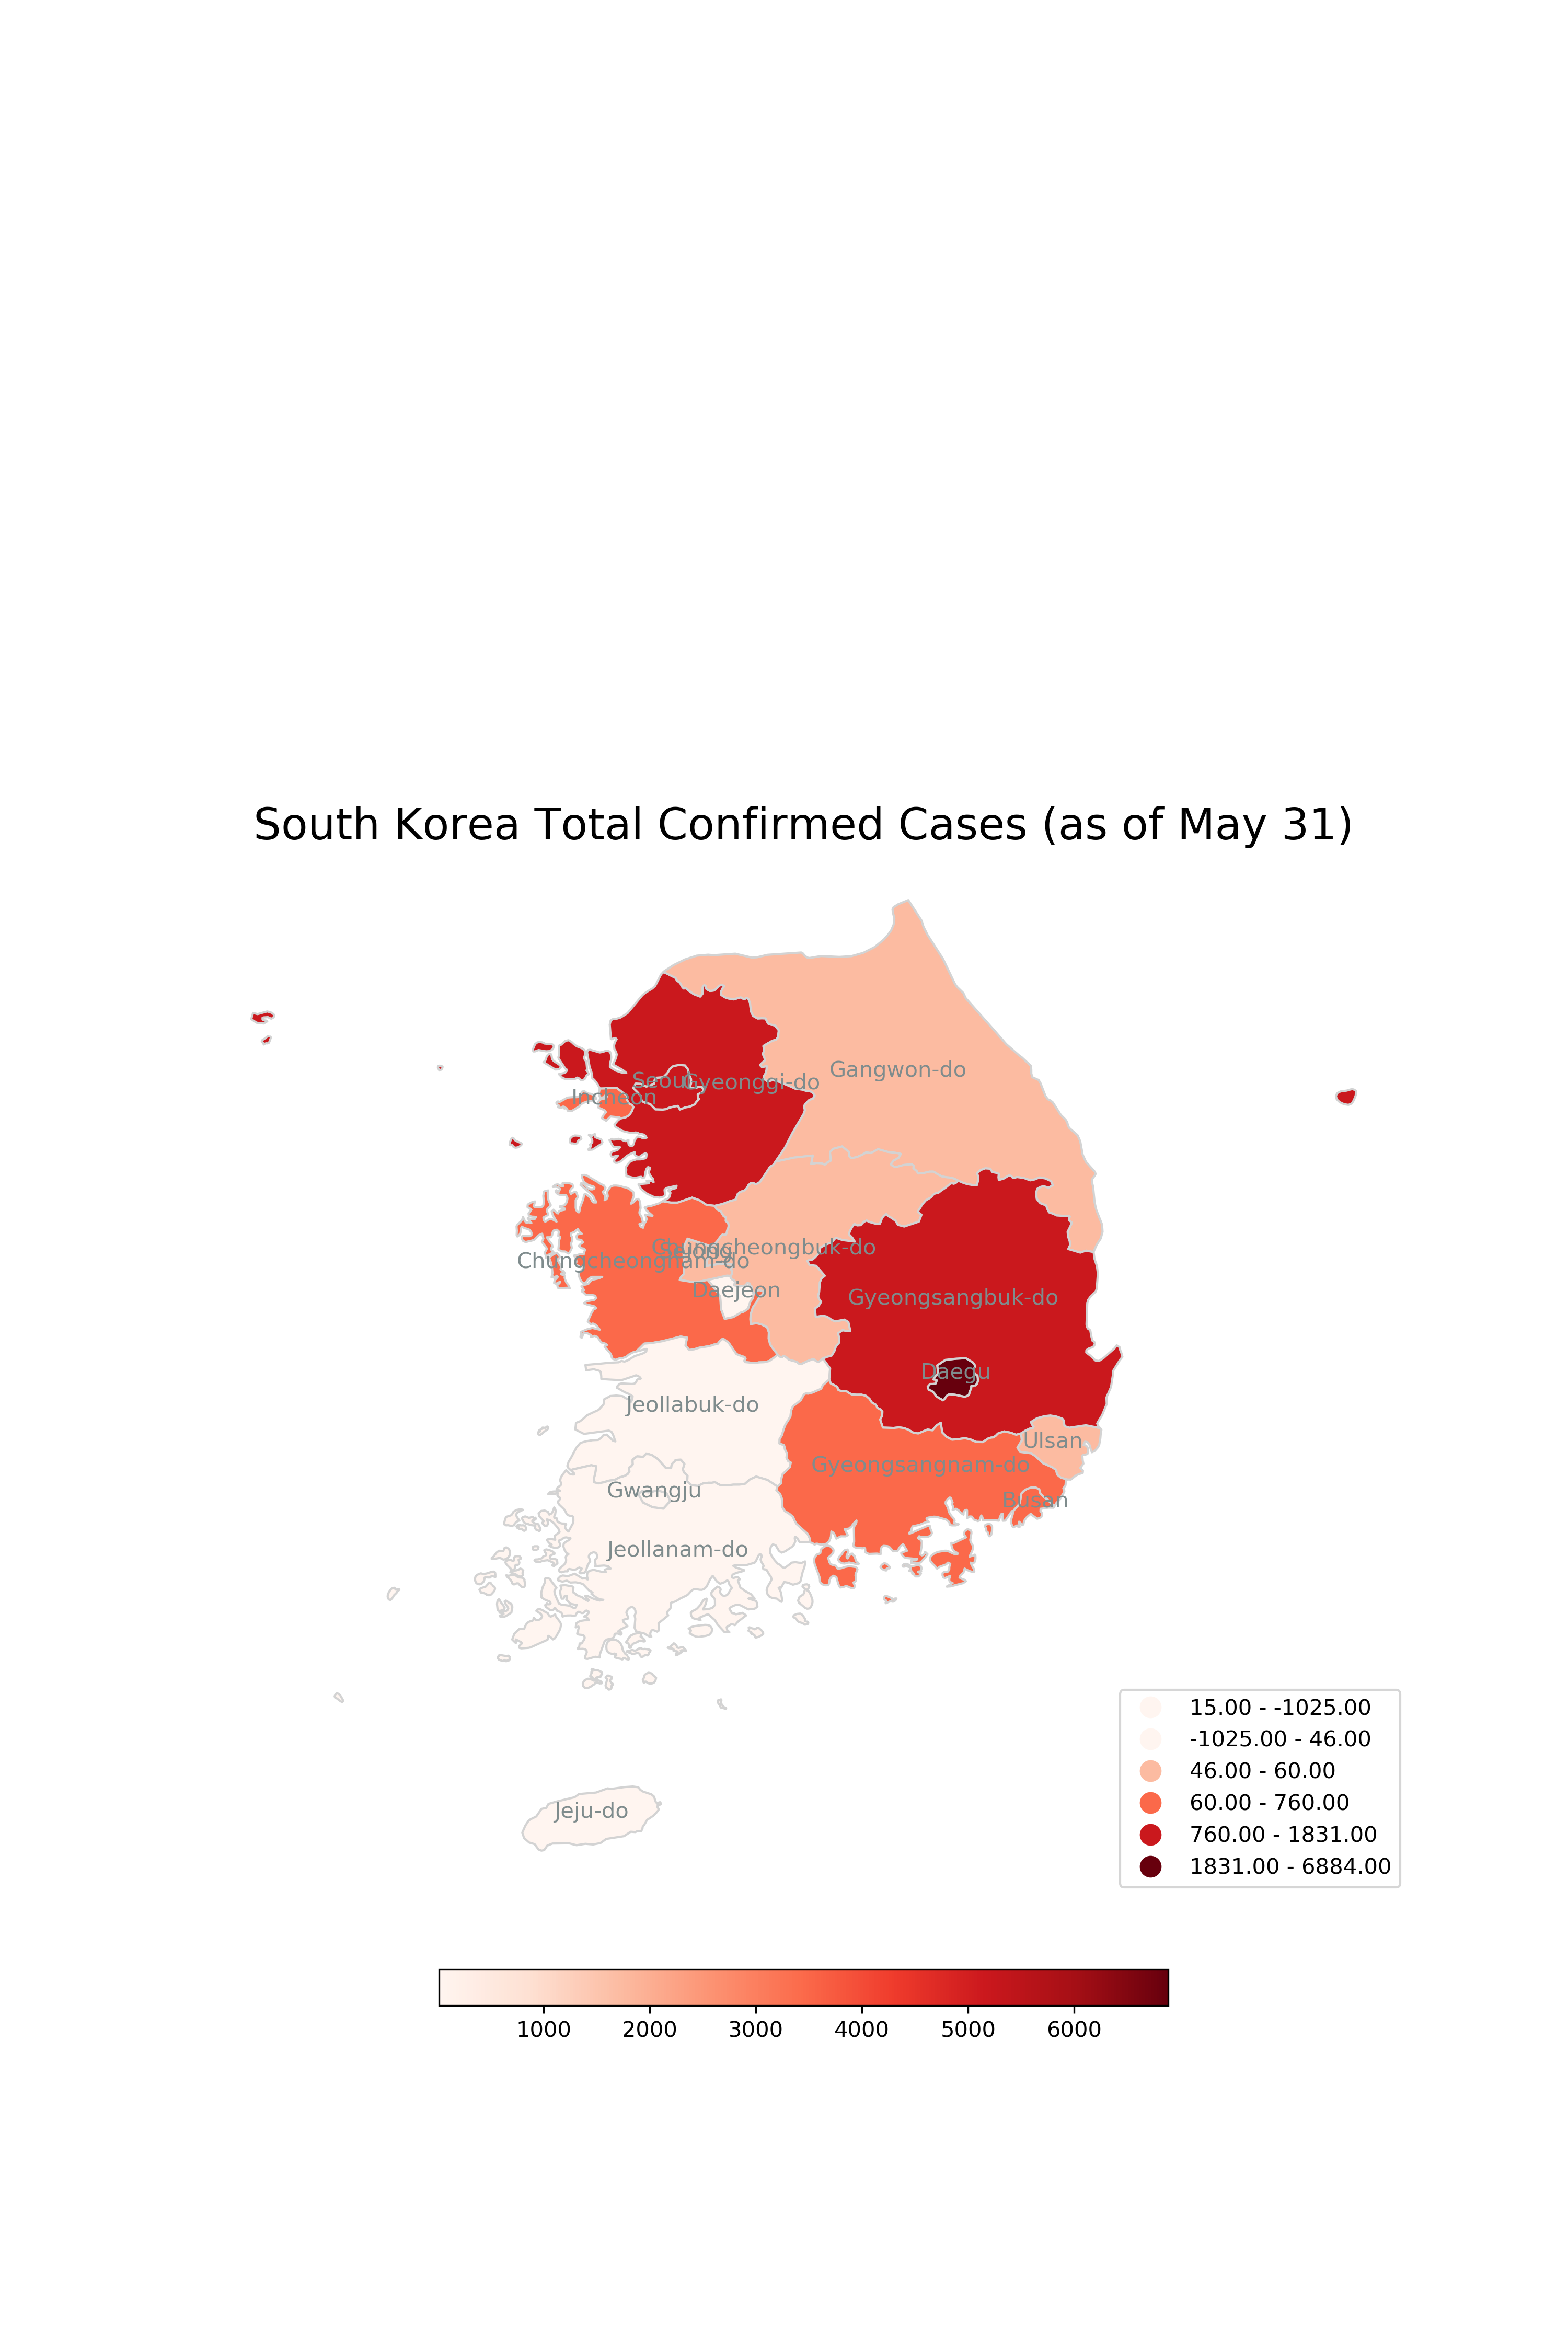 South Korea Total Confirmed Cases (as of May 31)
Gangwon-do
Seoul
Gyeonggi-do
Incheon
Chungcheongbuk-do
Sejong
Chungcheongnam-do
Daejeon
Gyeongsangbuk-do
Daegu
Jeollabuk-do
Ulsan
Gyeongsangnam-do
Gwangju
Busan
Jeollanam-do
Jeju-do
15.00 - -1025.00
-1025.00 - 46.00
46.00 - 60.00
60.00 - 760.00
760.00 - 1831.00
1831.00 - 6884.00
1000 2000 3000 4000 5000 6000